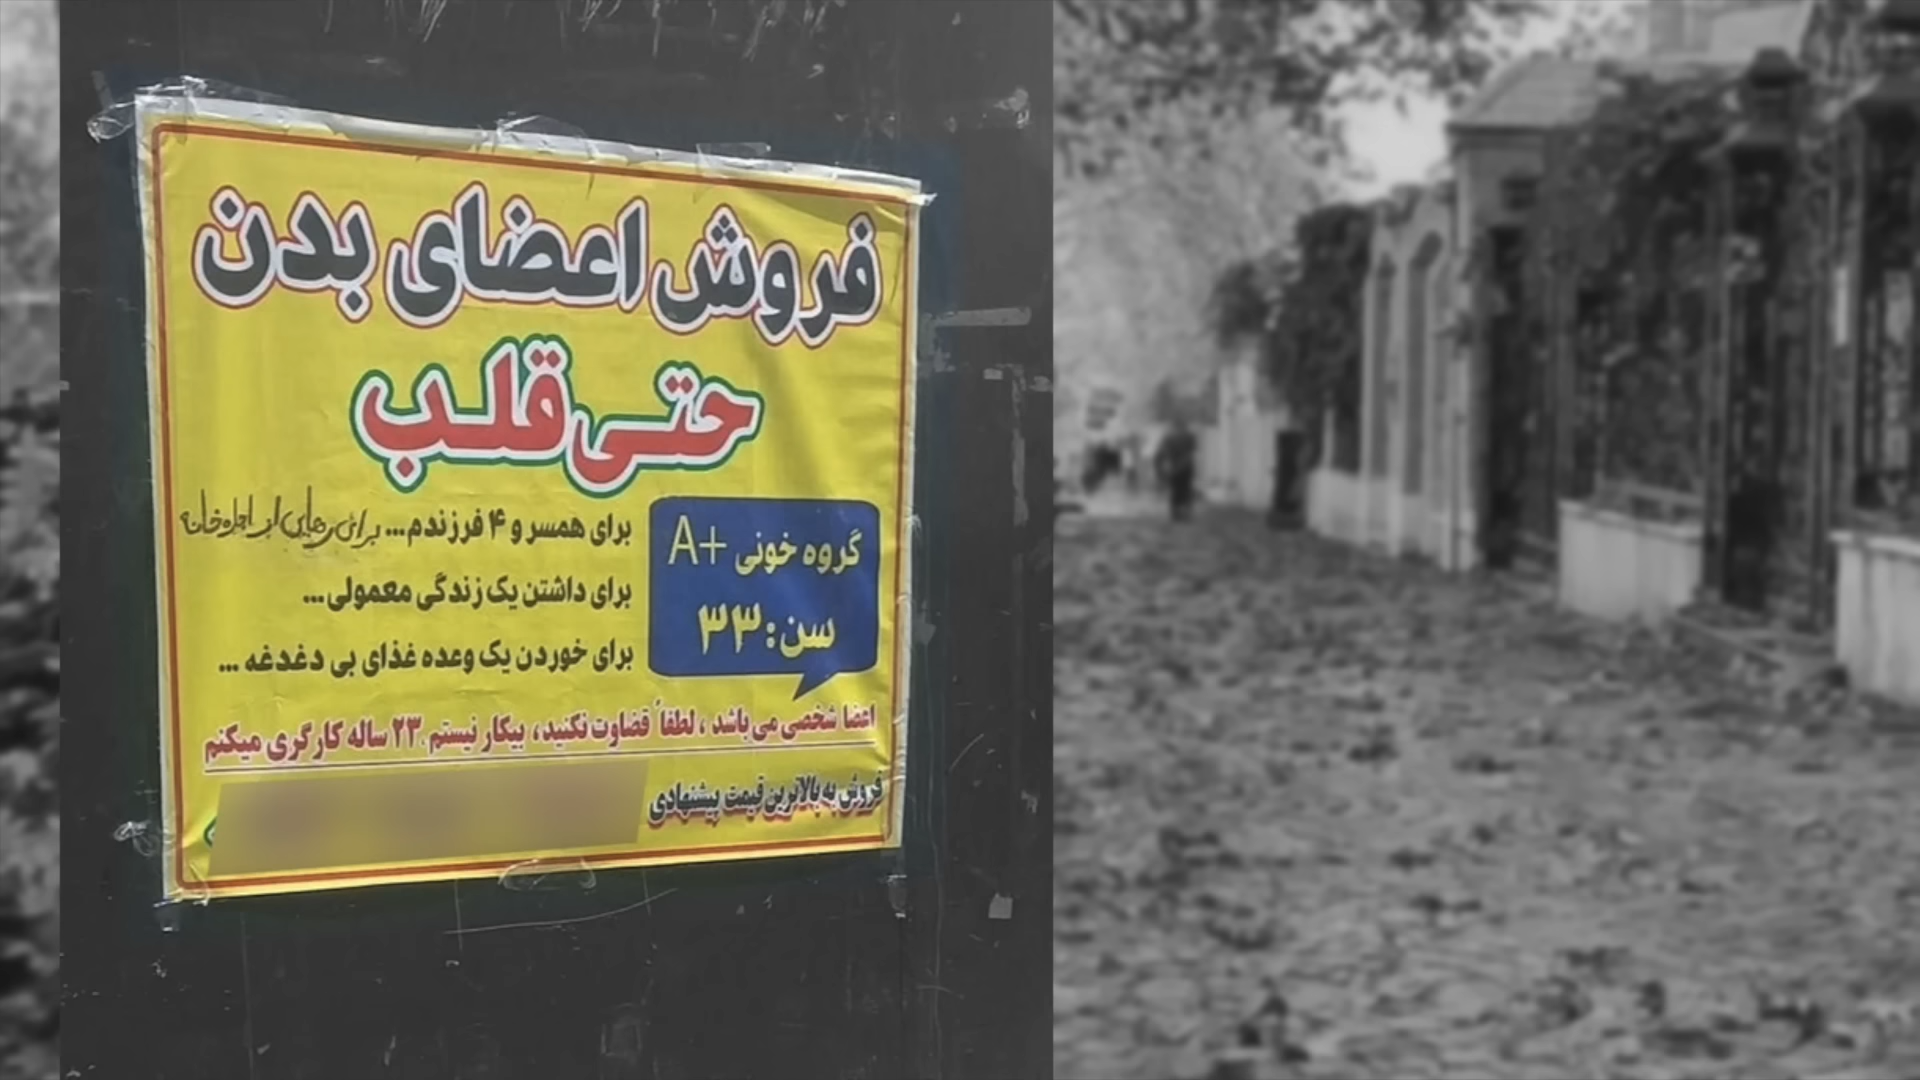 فروش اعضای بدن
حتی قلب
گروه خونی A+
سن: ۳۳
برای همسر و ۴ فرزندم... برای رهایی از اجاره خانه
برای داشتن یک زندگی معمولی...
برای خوردن یک وعده غذای بی دغدغه ...
اعضا شخصی می باشد ، لطفاً قضاوت نکنید ، بیکار نیستم ۲۳ ساله کارگری میکنم
فروش به بالاترین قیمت پیشنهادی